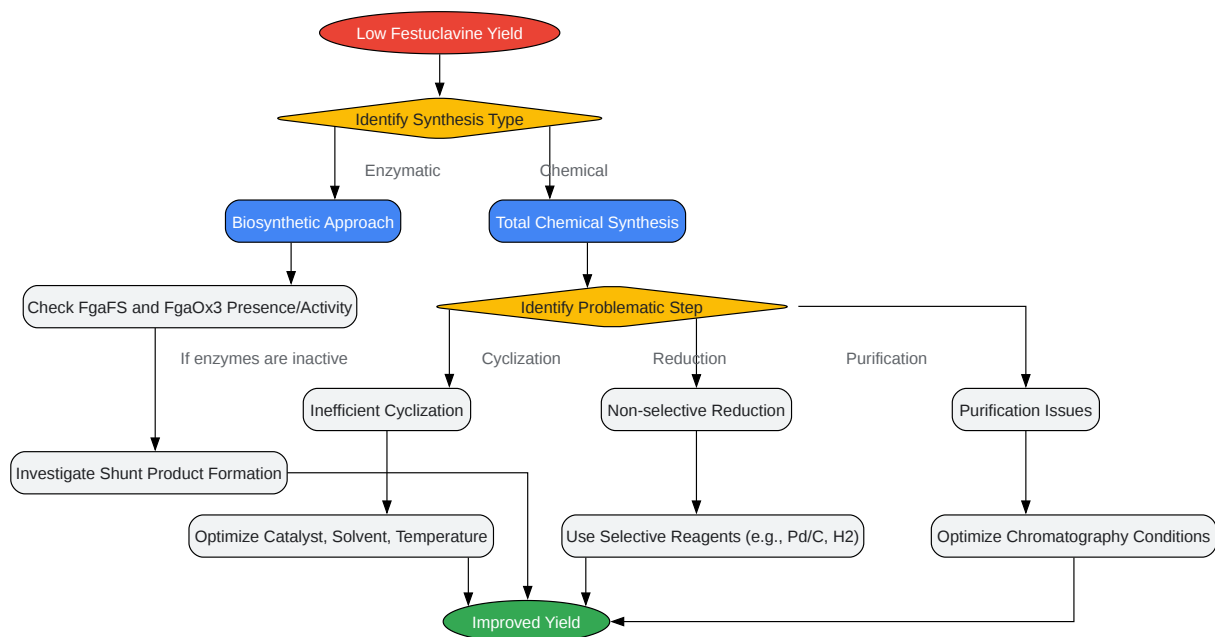 Low Festuclavine Yield
Identify Synthesis Type
Enzymatic
Chemical
Biosynthetic Approach
Total Chemical Synthesis
Check FgaFS and FgaOx3 Presence/Activity
Identify Problematic Step
If enzymes are inactive
Cyclization
Reduction
Purification
Inefficient Cyclization
Non-selective Reduction
Purification Issues
Investigate Shunt Product Formation
Optimize Catalyst, Solvent, Temperature
Use Selective Reagents (e.g., Pd/C, H2)
Optimize Chromatography Conditions
Improved Yield